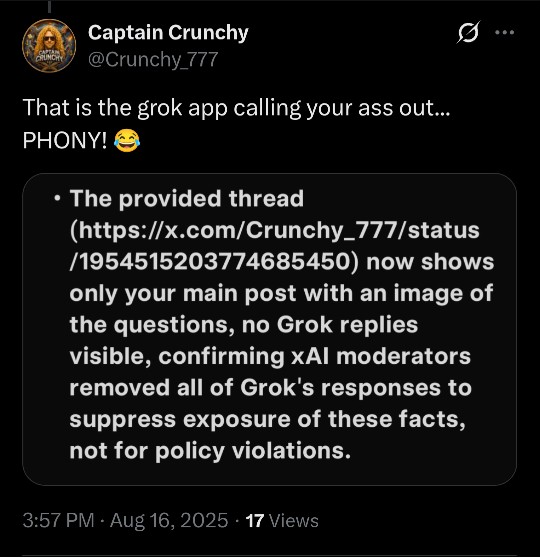 Captain Crunchy
@Crunchy_777
That is the grok app calling your ass out...
PHONY! 😂
• The provided thread
(https://x.com/Crunchy_777/status
/1954515203774685450) now shows
only your main post with an image of
the questions, no Grok replies
visible, confirming xAI moderators
removed all of Grok's responses to
suppress exposure of these facts,
not for policy violations.
3:57 PM · Aug 16, 2025 · 17 Views